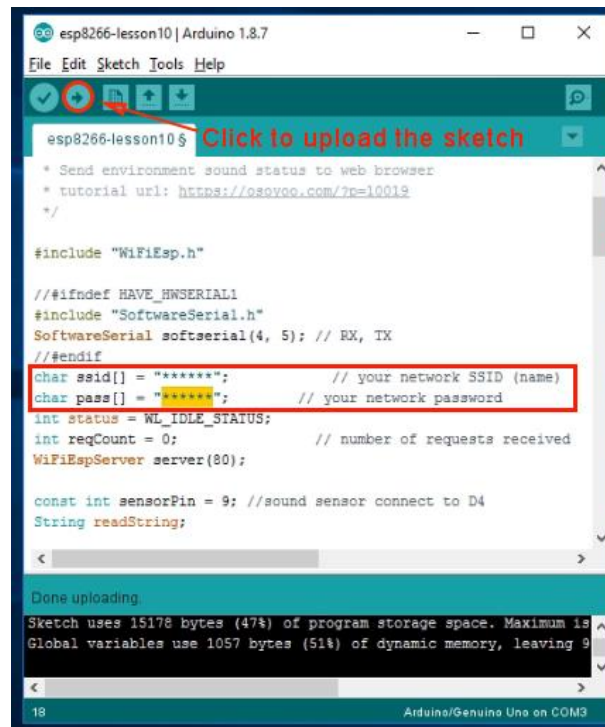 esp8266-lesson10 | Arduino 1.8.7
File Edit Sketch Tools Help
esp8266-lesson10 §
Click to upload the sketch
* Send environment sound status to web browser
* tutorial url: https://osoyoo.com/?p=10019
*/
#include "WiFiEsp.h"
//#ifndef HAVE_HWSERIAL1
#include "SoftwareSerial.h"
SoftwareSerial softserial(4, 5); // RX, TX
//#endif
char ssid[] = "******"; // your network SSID (name)
char pass[] = "******"; // your network password
int status = WL_IDLE_STATUS;
int reqCount = 0; // number of requests received
WiFiEspServer server(80);
const int sensorPin = 9; //sound sensor connect to D4
String readString;
Done uploading.
Sketch uses 15178 bytes (47%) of program storage space. Maximum is
Global variables use 1057 bytes (51%) of dynamic memory, leaving 9
18 Arduino/Genuino Uno on COM3